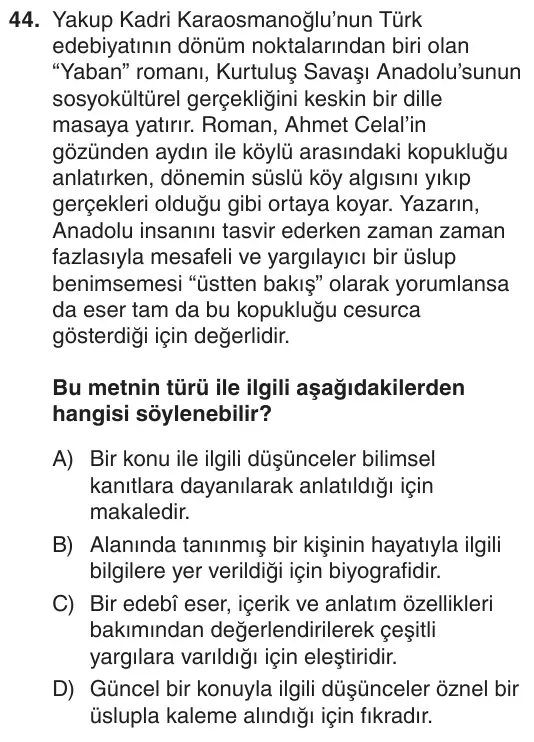 44. Yakup Kadri Karaosmanoğlu’nun Türk
edebiyatının dönüm noktalarından biri olan
“Yaban” romanı, Kurtuluş Savaşı Anadolu’sunun
sosyokültürel gerçekliğini keskin bir dille
masaya yatırır. Roman, Ahmet Celal’in
gözünden aydın ile köylü arasındaki kopukluğu
anlatırken, dönemin süslü köy algısını yıkıp
gerçekleri olduğu gibi ortaya koyar. Yazarın,
Anadolu insanını tasvir ederken zaman zaman
fazlasıyla mesafeli ve yargılayıcı bir üslup
benimsemesi “üstten bakış” olarak yorumlansa
da eser tam da bu kopukluğu cesurca
gösterdiği için değerlidir.
Bu metnin türü ile ilgili aşağıdakilerden
hangisi söylenebilir?
A) Bir konu ile ilgili düşünceler bilimsel
kanıtlara dayanılarak anlatıldığı için
makaledir.
B) Alanında tanınmış bir kişinin hayatıyla ilgili
bilgilere yer verildiği için biyografidir.
C) Bir edebî eser, içerik ve anlatım özellikleri
bakımından değerlendirilerek çeşitli
yargılara varıldığı için eleştiridir.
D) Güncel bir konuyla ilgili düşünceler öznel bir
üslupla kaleme alındığı için fıkradır.